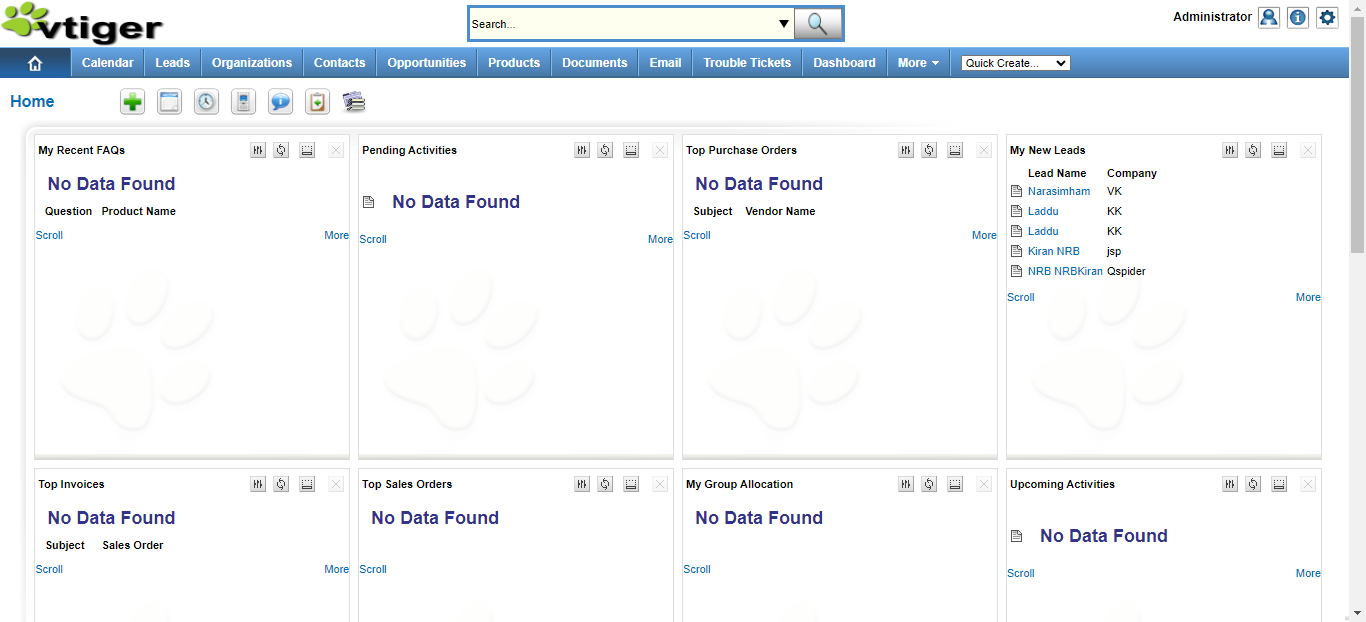 vtiger
Search...
Administrator
Calendar Leads Organizations Contacts Opportunities Products Documents Email Trouble Tickets Dashboard More Quick Create...
Home
My Recent FAQs
No Data Found
Question Product Name
Scroll More
Pending Activities
No Data Found
Scroll More
Top Purchase Orders
No Data Found
Subject Vendor Name
Scroll More
My New Leads
Lead Name Company
Narasimham VK
Laddu KK
Laddu KK
Kiran NRB jsp
NRB NRBKiran Qspider
Scroll More
Top Invoices
No Data Found
Subject Sales Order
Scroll More
Top Sales Orders
No Data Found
Scroll
My Group Allocation
No Data Found
Scroll
Upcoming Activities
No Data Found
Scroll More